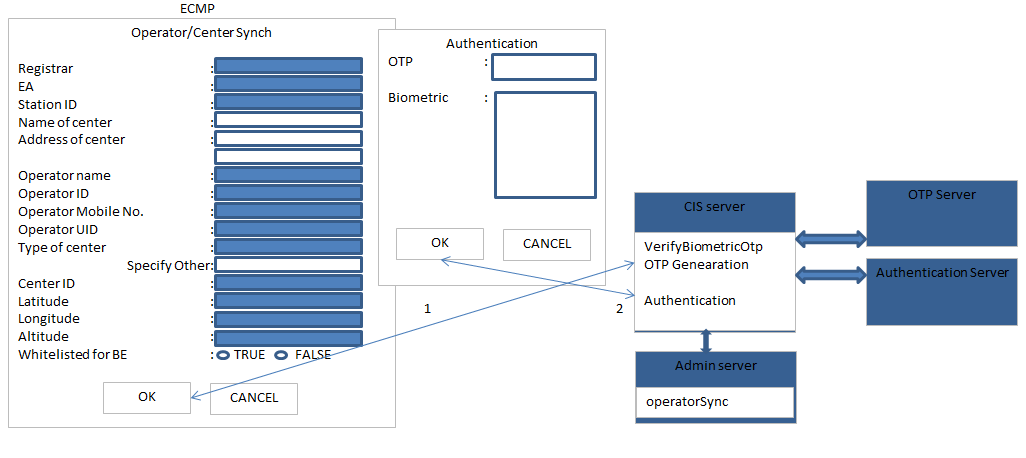 ECMP
Operator/Center Synch
Registrar :
EA :
Station ID :
Name of center :
Address of center :
Operator name :
Operator ID :
Operator Mobile No. :
Operator UID :
Type of center :
Specify Other:
Center ID :
Latitude :
Longitude :
Altitude :
Whitelisted for BE : TRUE FALSE
OK CANCEL
Authentication
OTP :
Biometric :
OK CANCEL
1
2
CIS server
VerifyBiometricOtp
OTP Genearation
Authentication
OTP Server
Authentication Server
Admin server
operatorSync